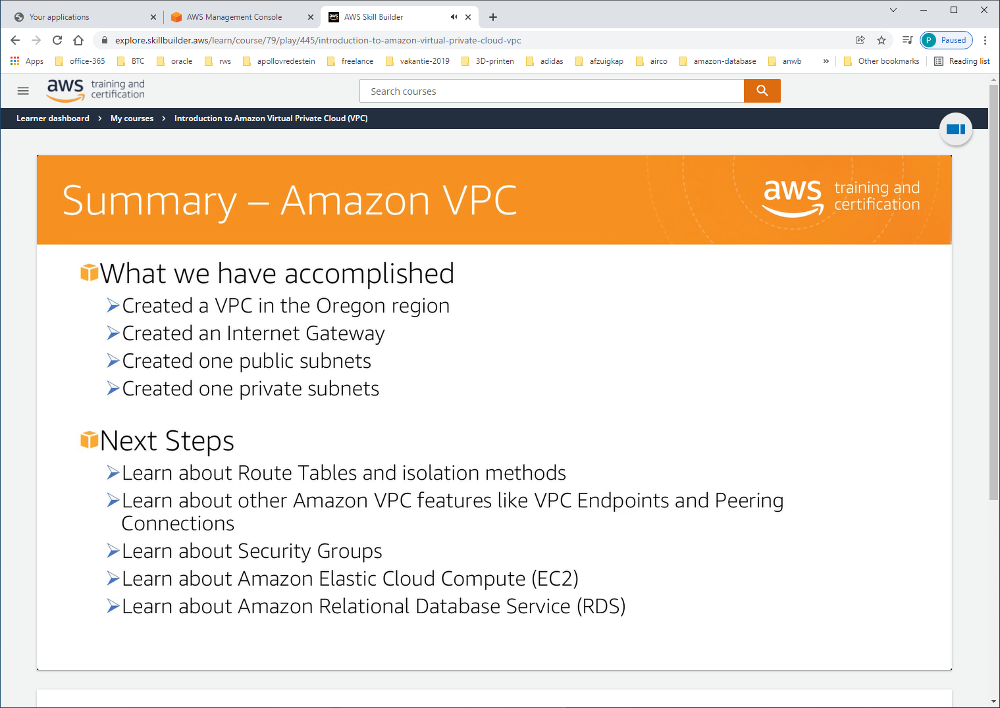 Your applications
AWS Management Console
AWS Skill Builder
explore.skillbuilder.aws/learn/course/79/play/445/introduction-to-amazon-virtual-private-cloud-vpc
P Paused
Apps office-365 BTC oracle rws apollovredestein freelance vakantie-2019 3D-printen adidas afzuigkap airco amazon-database anwb » Other bookmarks Reading list
aws training and
certification
Search courses
Learner dashboard > My courses > Introduction to Amazon Virtual Private Cloud (VPC)
Summary – Amazon VPC
aws training and
certification
What we have accomplished
Created a VPC in the Oregon region
Created an Internet Gateway
Created one public subnets
Created one private subnets
Next Steps
Learn about Route Tables and isolation methods
Learn about other Amazon VPC features like VPC Endpoints and Peering
Connections
Learn about Security Groups
Learn about Amazon Elastic Cloud Compute (EC2)
Learn about Amazon Relational Database Service (RDS)